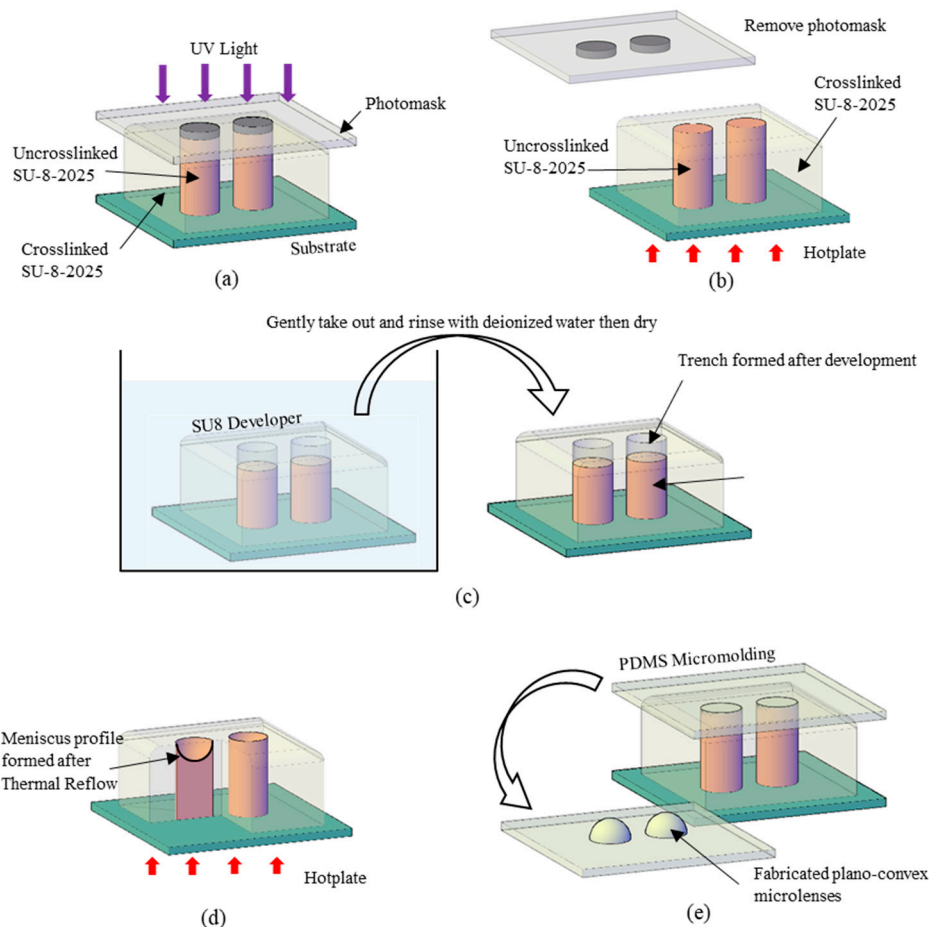 (a)
UV Light
Photomask
Uncrosslinked
SU-8-2025
Crosslinked
SU-8-2025
Substrate
(a)
(b)
Remove photomask
Crosslinked
SU-8-2025
Uncrosslinked
SU-8-2025
Hotplate
(b)
Gently take out and rinse with deionized water then dry
Trench formed after development
SU8 Developer
(c)
Meniscus profile
formed after
Thermal Reflow
Hotplate
(d)
PDMS Micromolding
Fabricated plano-convex
microlenses
(e)